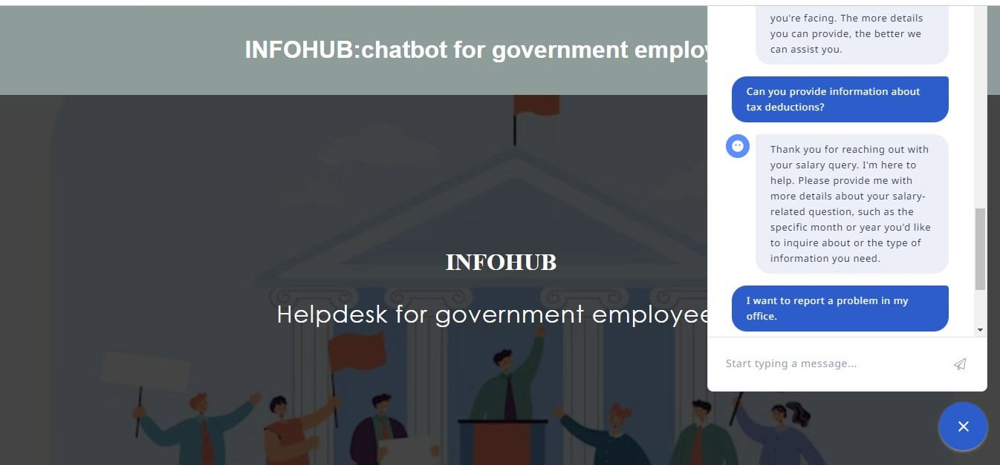 INFOHUB:chatbot for government employ
INFOHUB
Helpdesk for government employee
you're facing. The more details
you can provide, the better we
can assist you.
Can you provide information about
tax deductions?
Thank you for reaching out with
your salary query. I'm here to
help. Please provide me with
more details about your salary-
related question, such as the
specific month or year you'd like
to inquire about or the type of
information you need.
I want to report a problem in my
office.
Start typing a message...